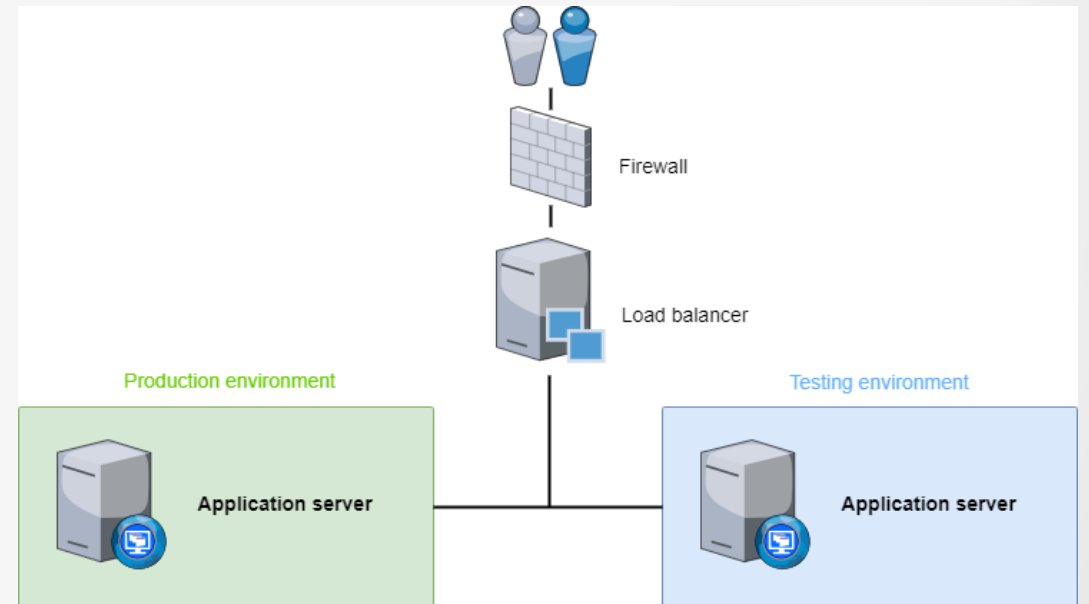 Firewall
Load balancer
Production environment
Testing environment
Application server
Application server